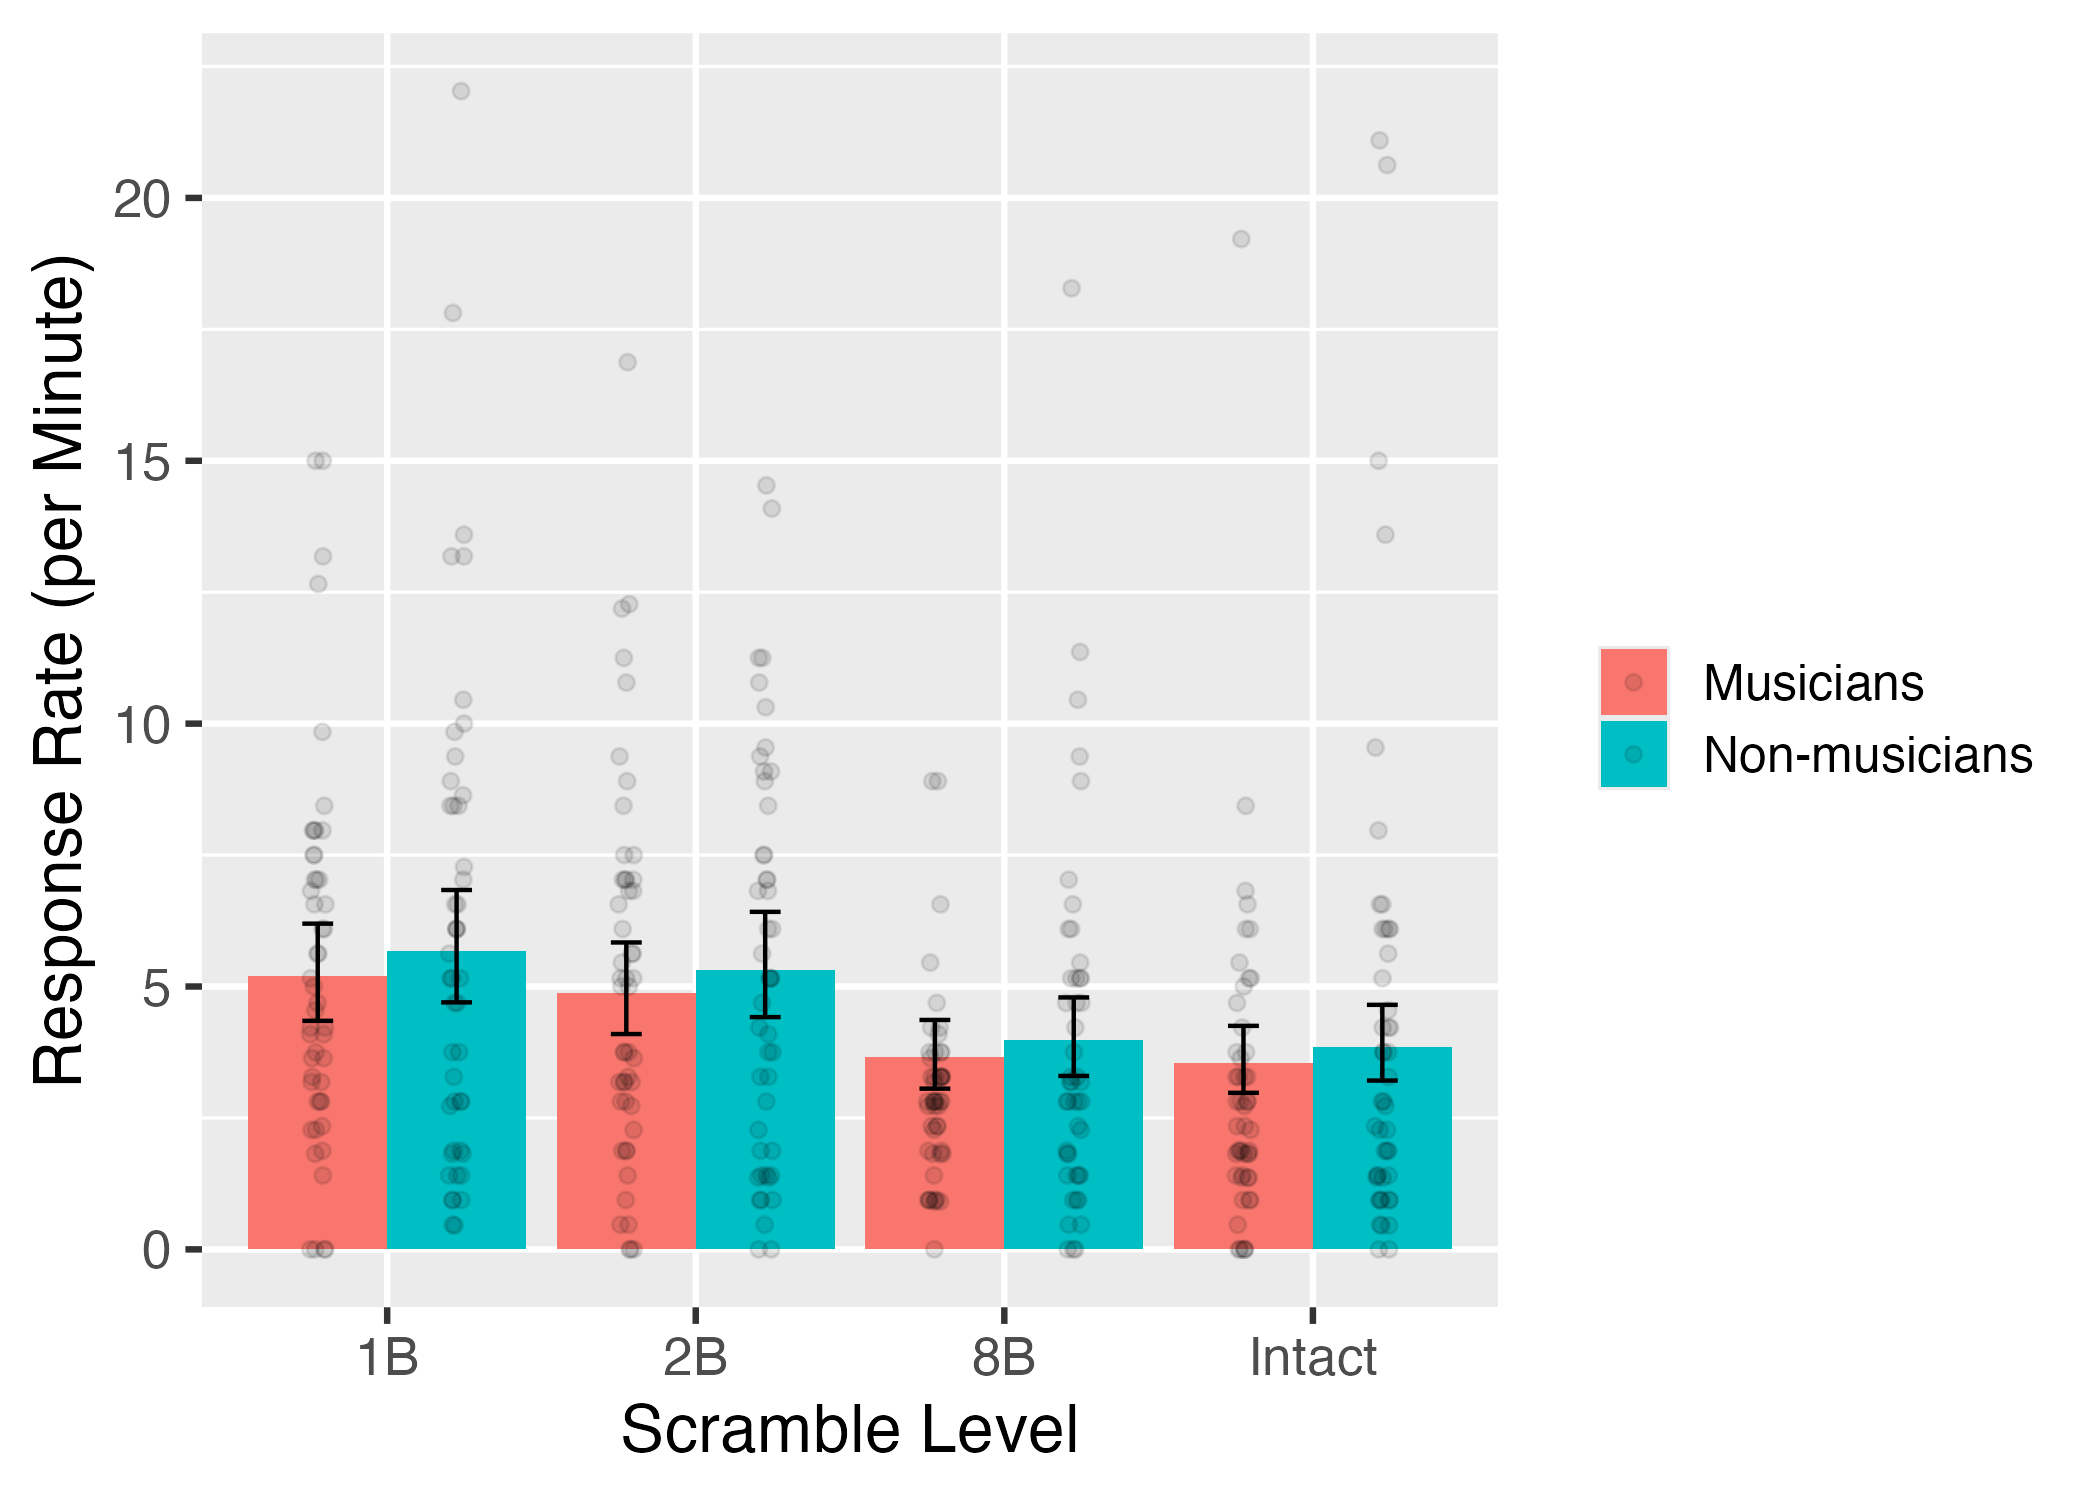 Response Rate (per Minute)
20
15
10
5
0
1B
2B
8B
Intact
Scramble Level
Musicians
Non-musicians